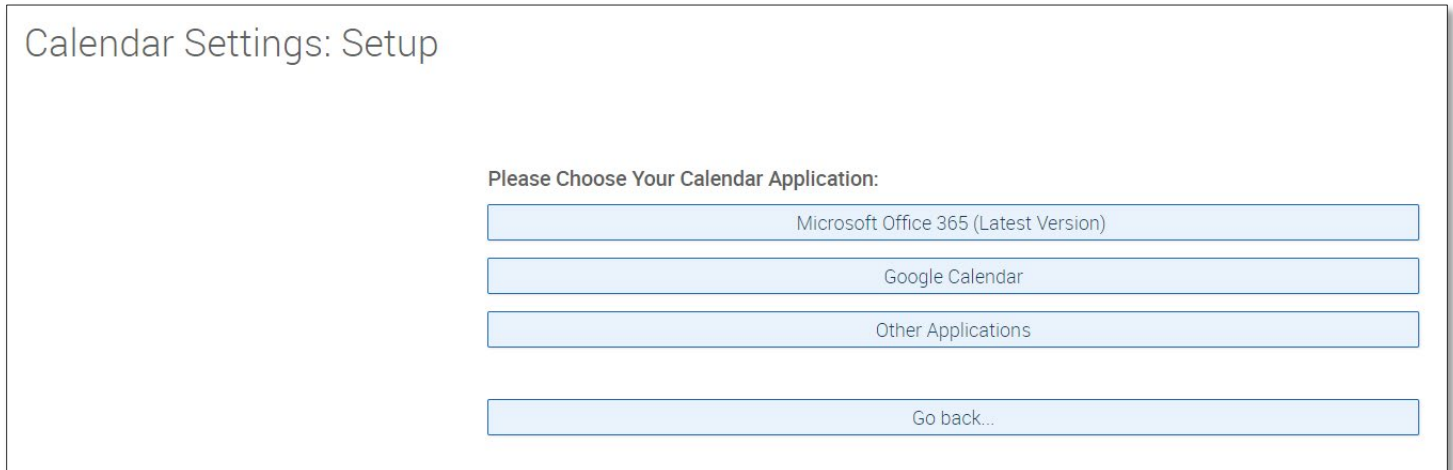 Calendar Settings: Setup
Please Choose Your Calendar Application:
Microsoft Office 365 (Latest Version)
Google Calendar
Other Applications
Go back...